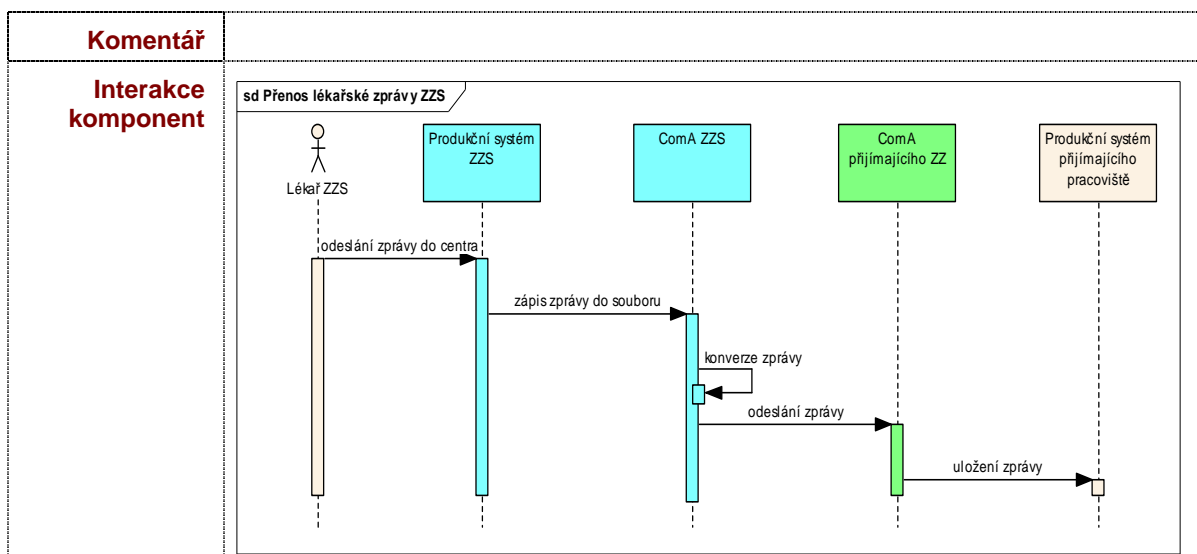 Komentář
Interakce
komponent
sd Přenos lékařské zprávy ZZS
Lékař ZZS
Produkční systém
ZZS
ComA ZZS
ComA
přijímajícího ZZ
Produkční systém
přijímajícího
pracoviště
odeslání zprávy do centra
zápis zprávy do souboru
konverze zprávy
odeslání zprávy
uložení zprávy